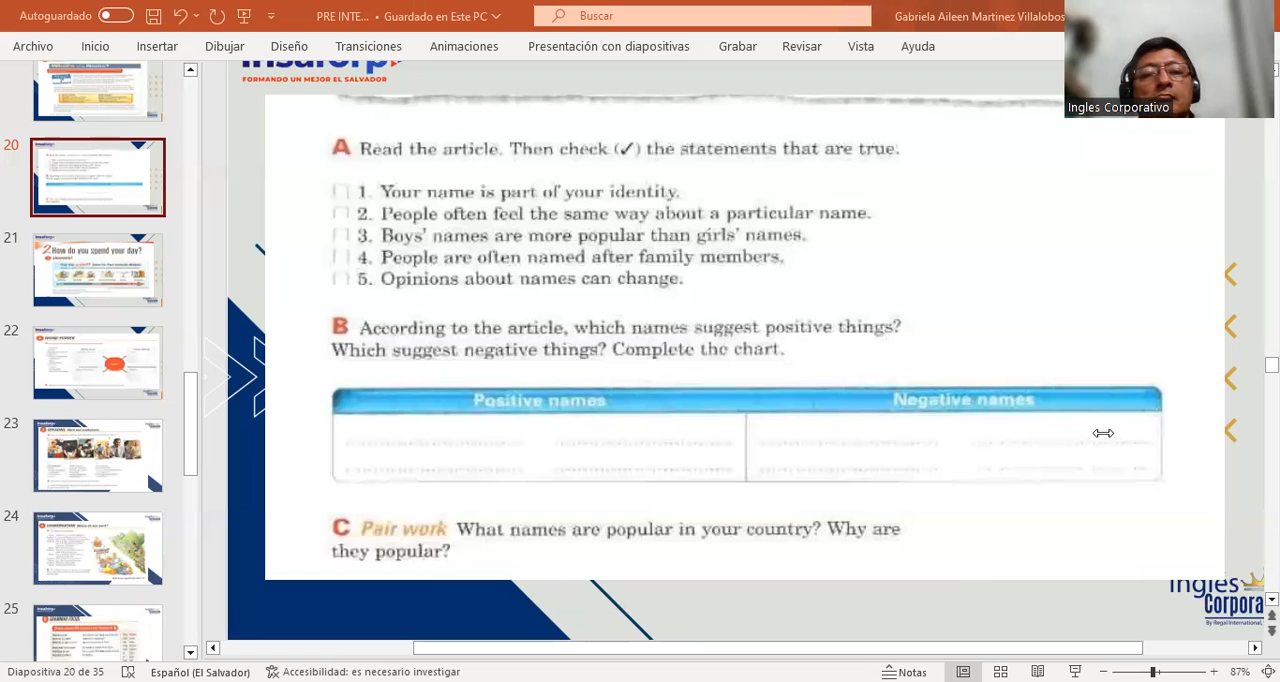 Autoguardado
PRE INTE... • Guardado en Este PC
Buscar
Gabriela Aileen Martinez Villalobos
Archivo Inicio Insertar Dibujar Diseño Transiciones Animaciones Presentación con diapositivas Grabar Revisar Vista Ayuda
Ingles Corporativo
FORMANDO UN MEJOR EL SALVADOR
A Read the article. Then check (✓) the statements that are true.
1. Your name is part of your identity.
2. People often feel the same way about a particular name.
3. Boys' names are more popular than girls' names.
4. People are often named after family members.
5. Opinions about names can change.
B According to the article, which names suggest positive things?
Which suggest negative things? Complete the chart.
Positive names Negative names
C Pair work What names are popular in your country? Why are
they popular?
Ingles
Corpora
By Regal International,
20
21
2 How do you spend your day?
22
23
24
25
Diapositiva 20 de 35 Español (El Salvador) Accesibilidad: es necesario investigar Notas 87%